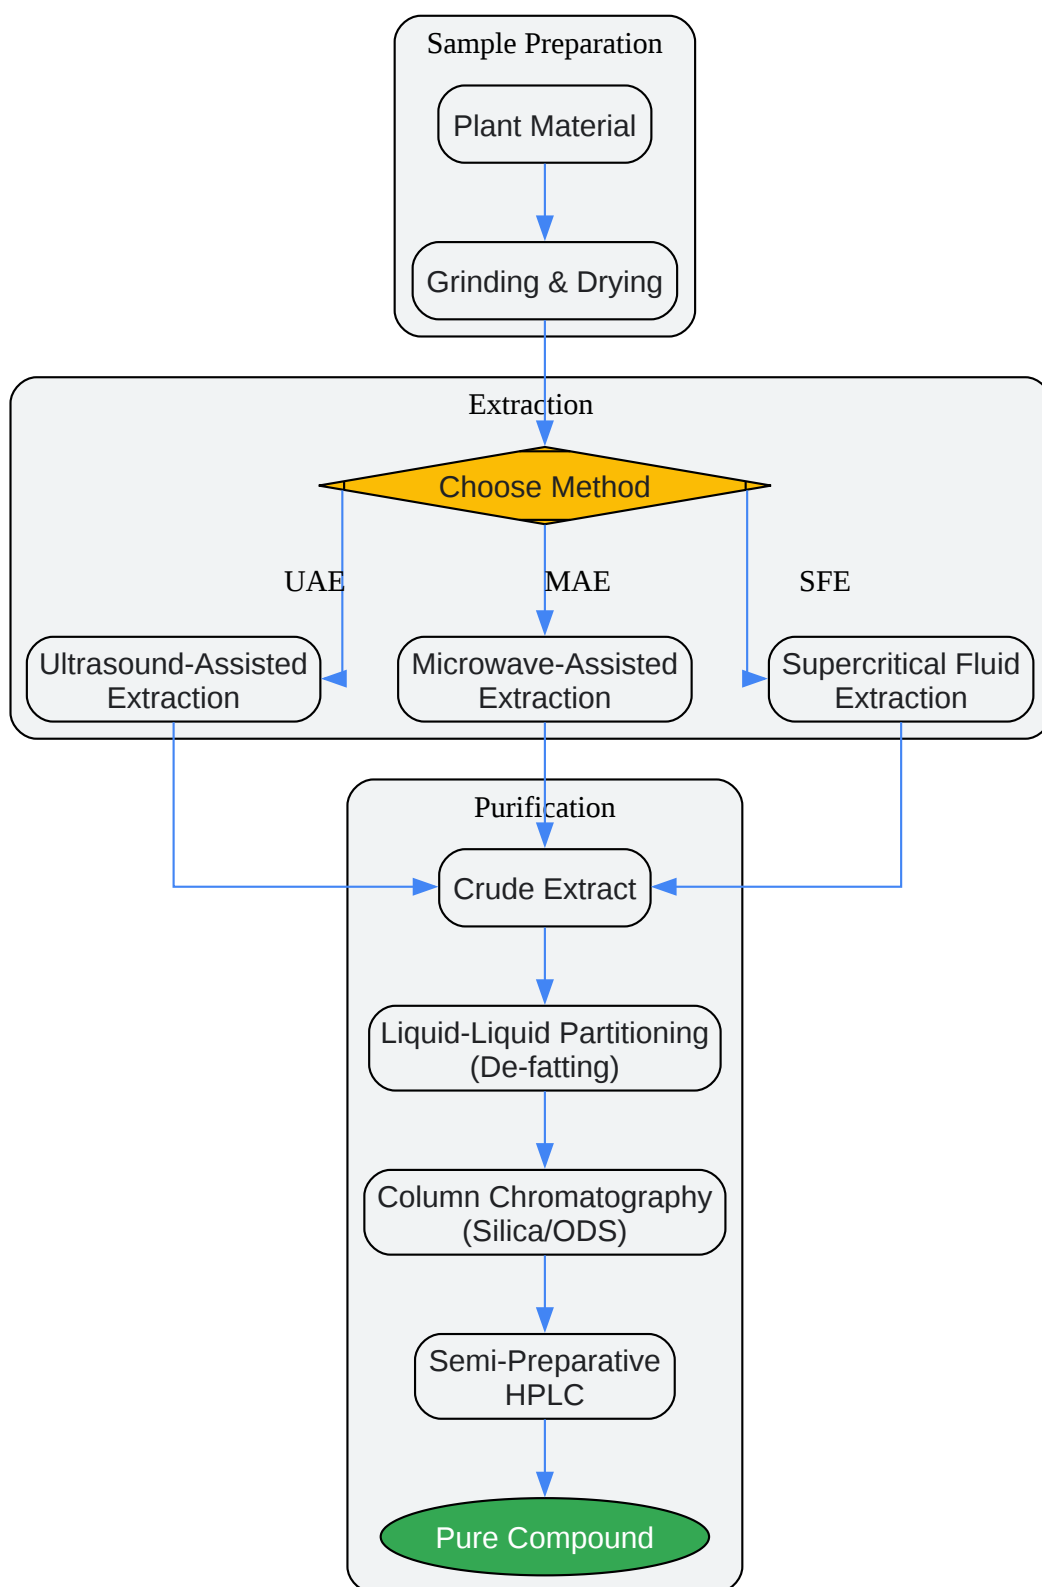 Sample Preparation
Plant Material
Grinding & Drying
Extraction
Choose Method
UAE
MAE
SFE
Ultrasound-Assisted
Extraction
Microwave-Assisted
Extraction
Supercritical Fluid
Extraction
Purification
Crude Extract
Liquid-Liquid Partitioning
(De-fatting)
Column Chromatography
(Silica/ODS)
Semi-Preparative
HPLC
Pure Compound